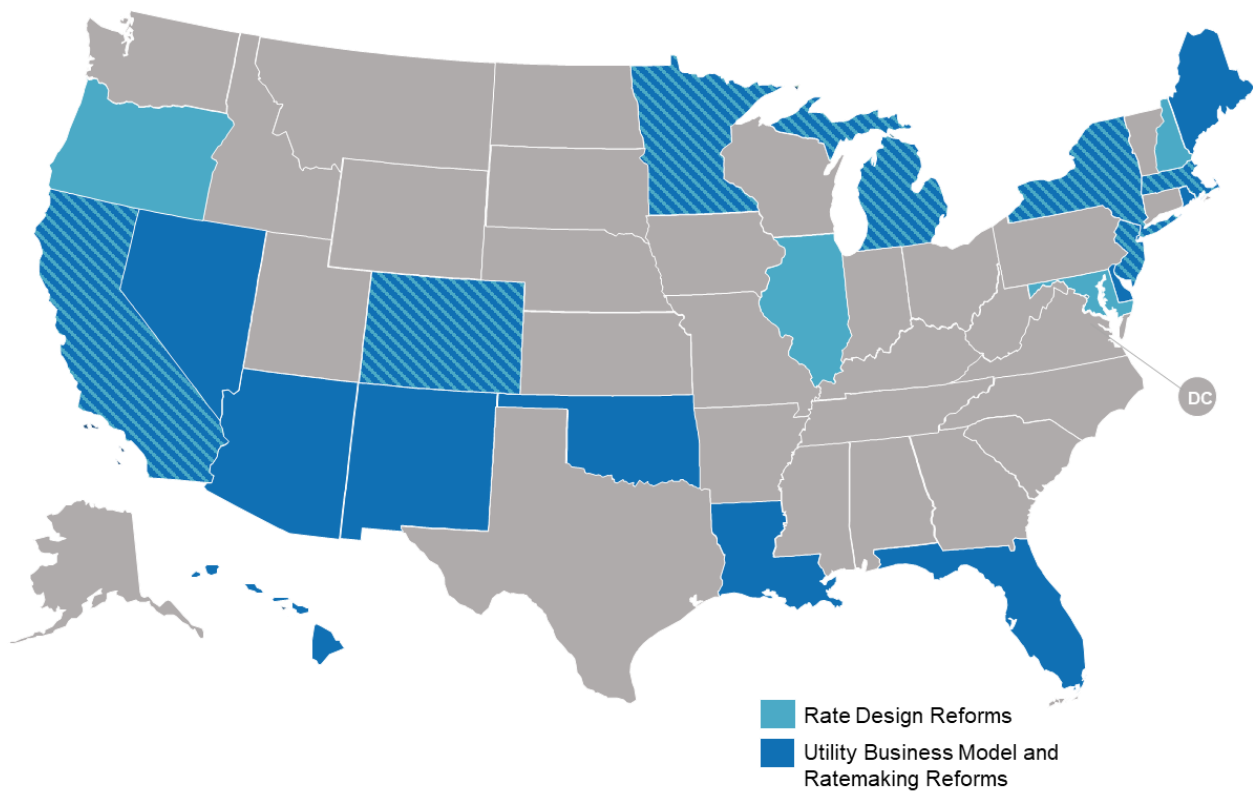 DC
Rate Design Reforms
Utility Business Model and
Ratemaking Reforms